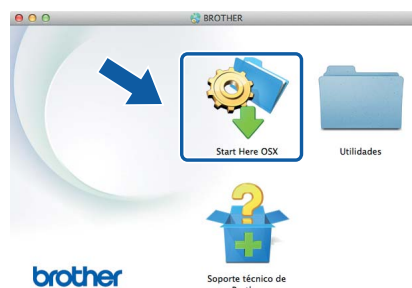 BROTHER
Start Here OSX
Utilidades
Soporte técnico de
brother